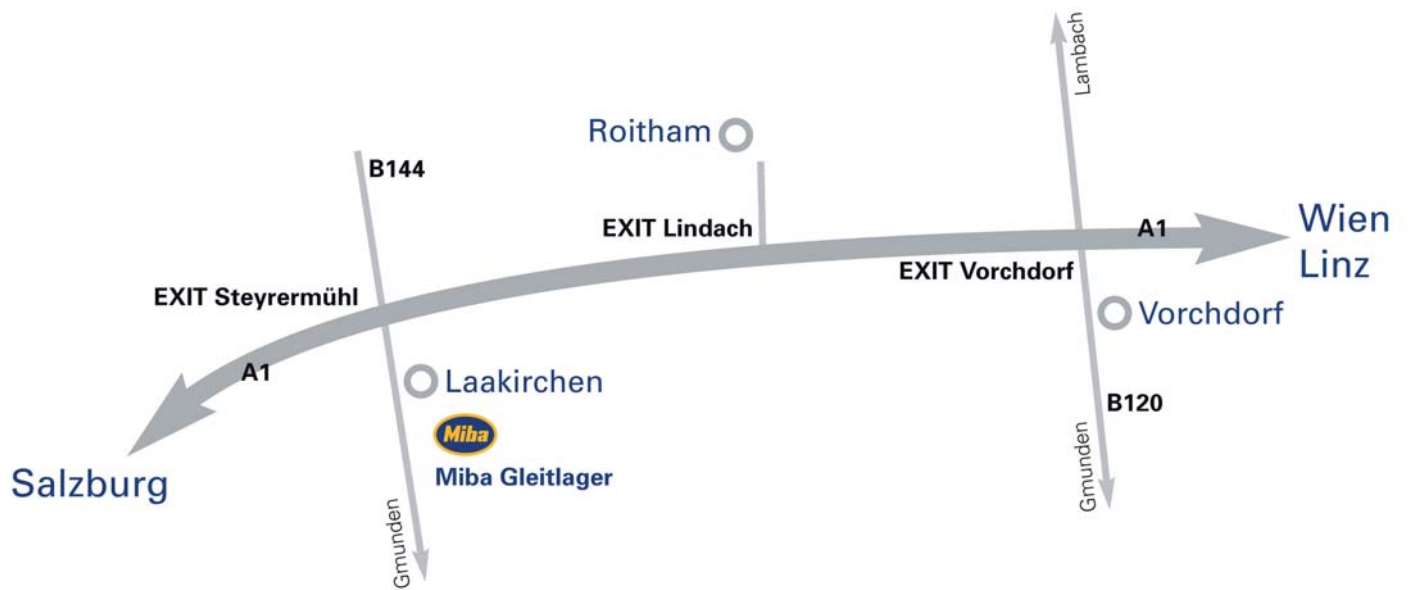 Lambach
Roitham
B144
Wien
Linz
EXIT Lindach
A1
EXIT Vorchdorf
EXIT Steyrermühl
Vorchdorf
A1
Laakirchen
B120
Miba
Miba Gleitlager
Salzburg
Gmunden
Gmunden